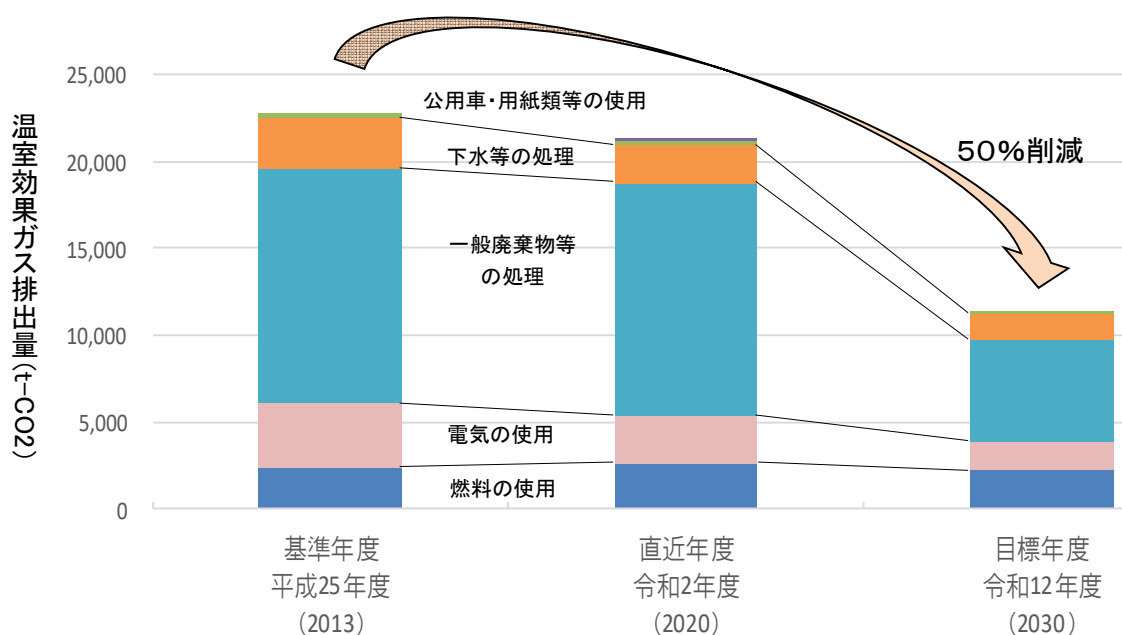 温室効果ガス排出量(t-CO2)
25,000
20,000
15,000
10,000
5,000
0
公用車・用紙類等の使用
下水等の処理
一般廃棄物等
の処理
電気の使用
燃料の使用
50%削減
基準年度
平成25年度
(2013)
直近年度
令和2年度
(2020)
目標年度
令和12年度
(2030)